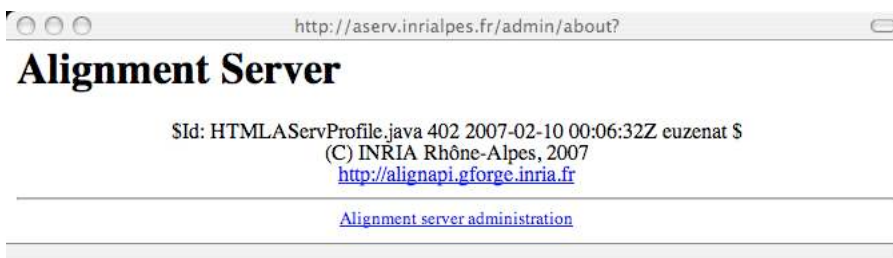 http://aserv.inrialpes.fr/admin/about?
Alignment Server
$Id: HTMLAServProfile.java 402 2007-02-10 00:06:32Z euzenat $
(C) INRIA Rhône-Alpes, 2007
http://alignapi.gforge.inria.fr
Alignment server administration